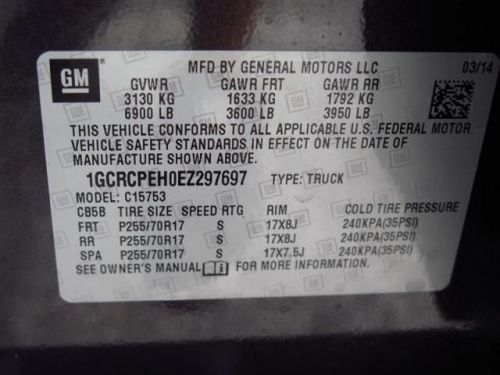 GM
MFD BY GENERAL MOTORS LLC 03/14
GVWR GAWR FRT GAWR RR
3130 KG 1633 KG 1792 KG
6900 LB 3600 LB 3950 LB
THIS VEHICLE CONFORMS TO ALL APPLICABLE U.S. FEDERAL MOTOR
VEHICLE SAFETY STANDARDS IN EFFECT ON THE DATE OF
MANUFACTURE SHOWN ABOVE.
1GCRCPEH0EZ297697 TYPE: TRUCK
MODEL: C15753
CB5B TIRE SIZE SPEED RTG RIM COLD TIRE PRESSURE
FRT P255/70R17 S 17X8J 240KPA(35PSI)
RR P255/70R17 S 17X8J 240KPA(35PSI)
SPA P255/70R17 S 17X7.5J 240KPA(35PSI)
SEE OWNER'S MANUAL FOR MORE INFORMATION.